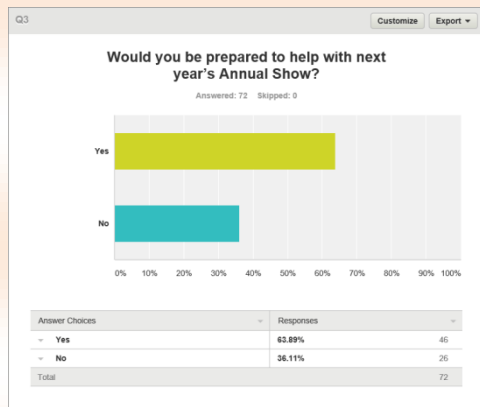 Q3
Customize Export
Would you be prepared to help with next
year's Annual Show?
Answered: 72 Skipped: 0
Yes
No
0% 10% 20% 30% 40% 50% 60% 70% 80% 90% 100%
Answer Choices Responses
Yes 63.89% 46
No 36.11% 26
Total 72